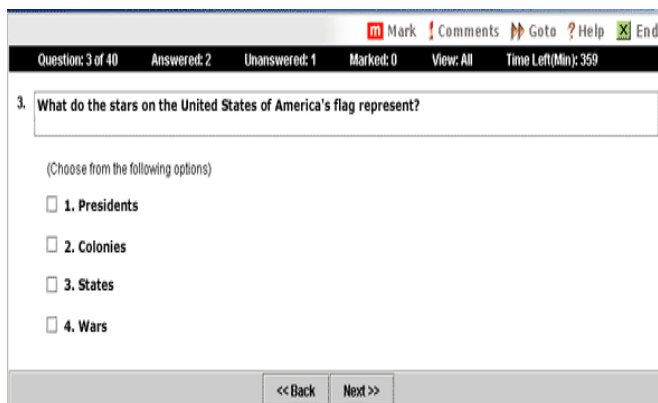 m Mark ! Comments Goto ? Help X End
Question: 3 of 40 Answered: 2 Unanswered: 1 Marked: 0 View: All Time Left(Min): 359
3. What do the stars on the United States of America's flag represent?
(Choose from the following options)
1. Presidents
2. Colonies
3. States
4. Wars
<< Back Next >>